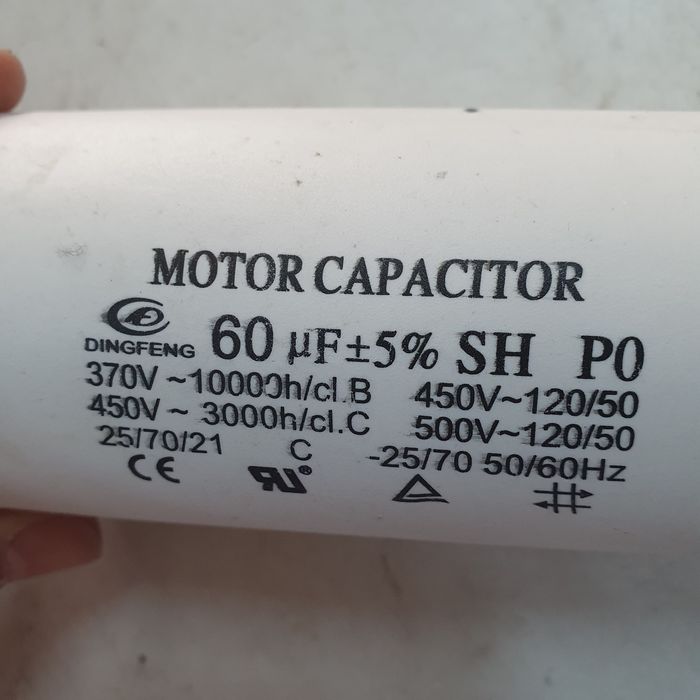 MOTOR CAPACITOR
DINGFENG 60 µF±5% SH P0
370V ~10000h/cl.B 450V~120/50
450V ~ 3000h/cl.C 500V~120/50
25/70/21 C -25/70 50/60Hz
CE RU®